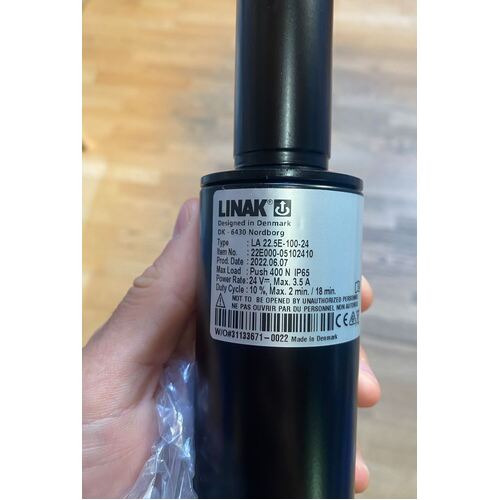 LINAK®
Designed in Denmark
DK - 6430 Nordborg
Type : LA 22.5E-100-24
Item No. : 22E000-05102410
Prod. Date : 2022.06.07
Max Load : Push 400 N IP65
Power Rate : 24 V⎓, Max. 3.5 A
Duty Cycle : 10 %, Max. 2 min. / 18 min.
NOT TO BE OPENED BY UNAUTHORIZED PERSONNEL
NE PAS OUVRIR PAR DU PERSONNEL NON AUTORISE
CE
W/O#31133671-0022 Made in Denmark